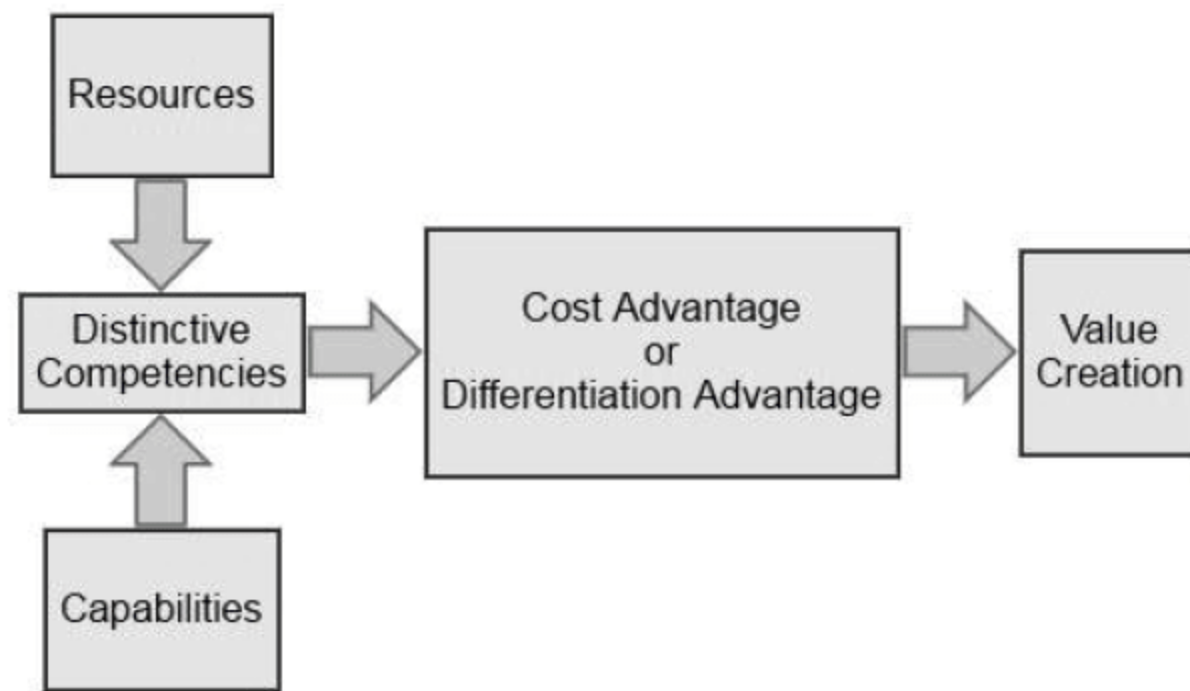 Resources
Distinctive
Competencies
Cost Advantage
or
Differentiation Advantage
Value
Creation
Capabilities